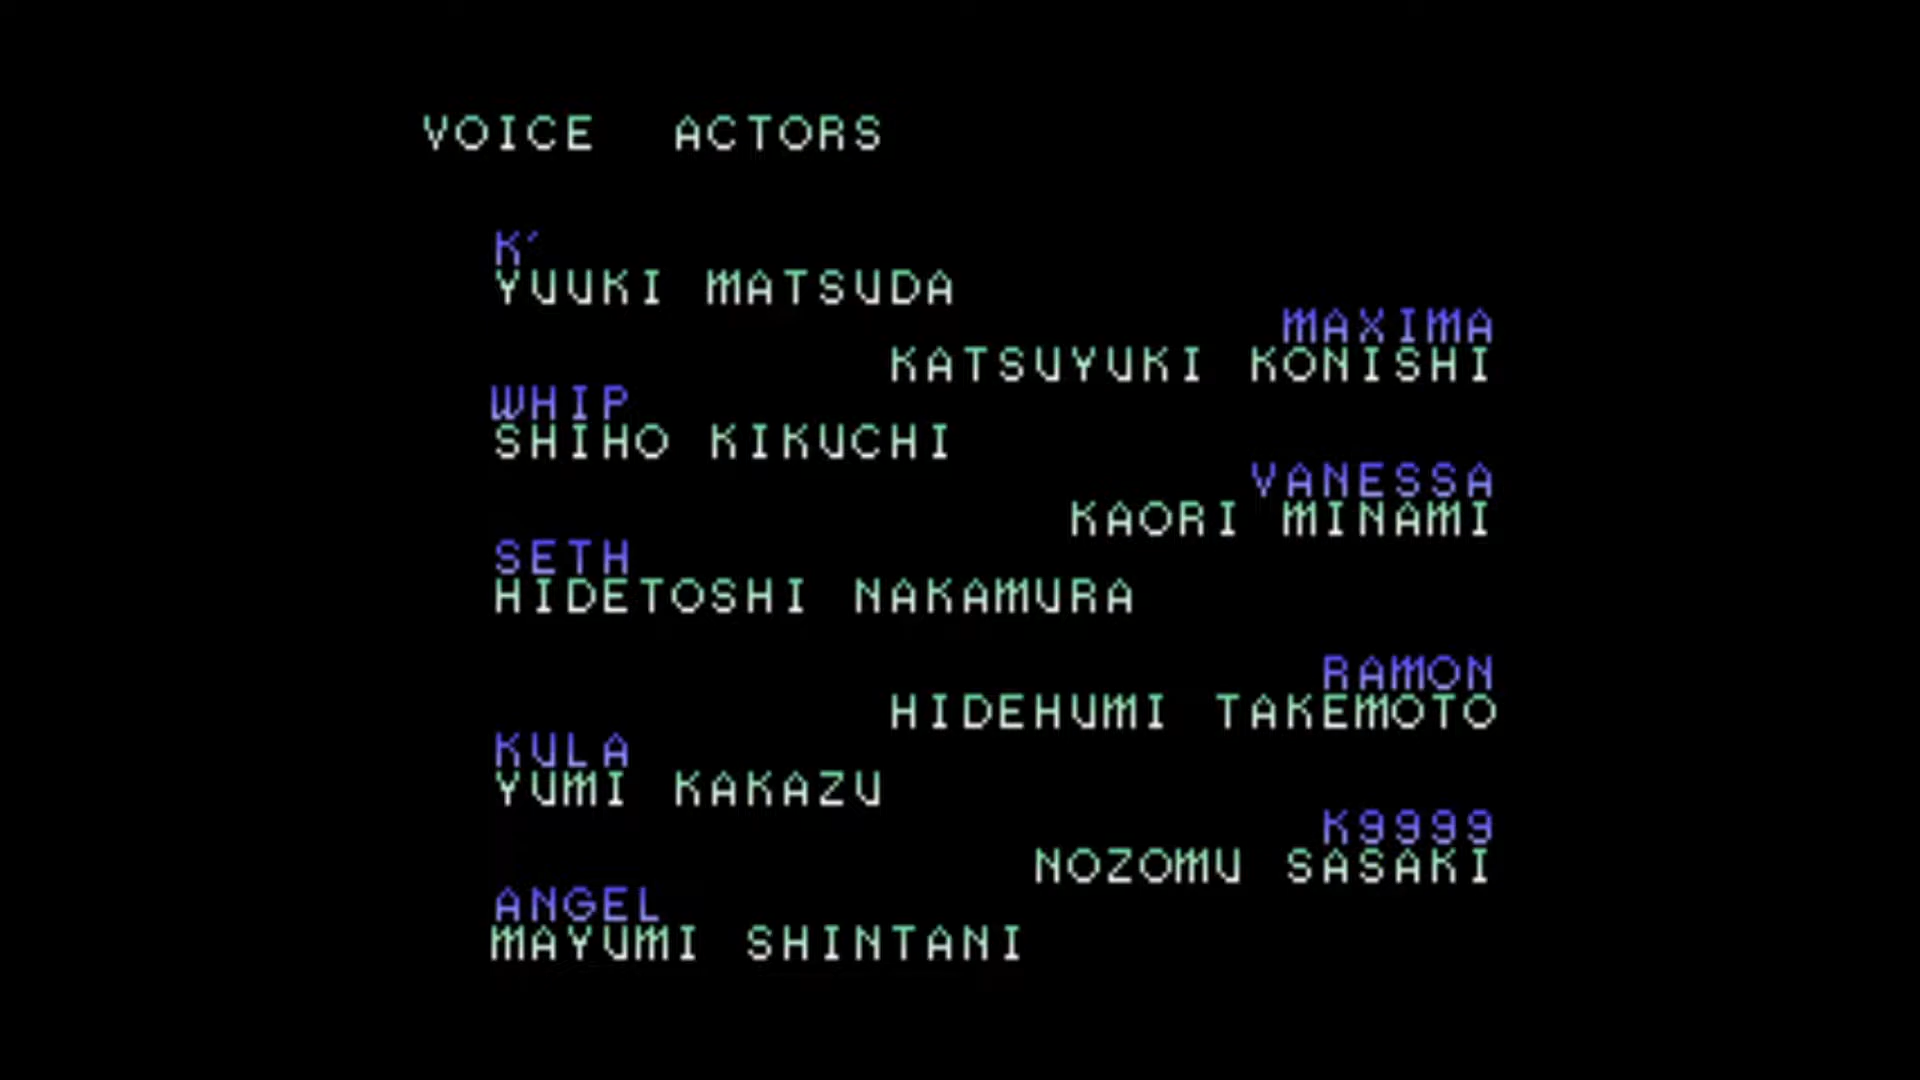 VOICE ACTORS
K´
YUUKI MATSUDA
MAXIMA
KATSUYUKI KONISHI
WHIP
SHIHO KIKUCHI
VANESSA
KAORI MINAMI
SETH
HIDETOSHI NAKAMURA
RAMON
HIDEHUMI TAKEMOTO
KULA
YUMI KAKAZU
K9999
NOZOMU SASAKI
ANGEL
MAYUMI SHINTANI